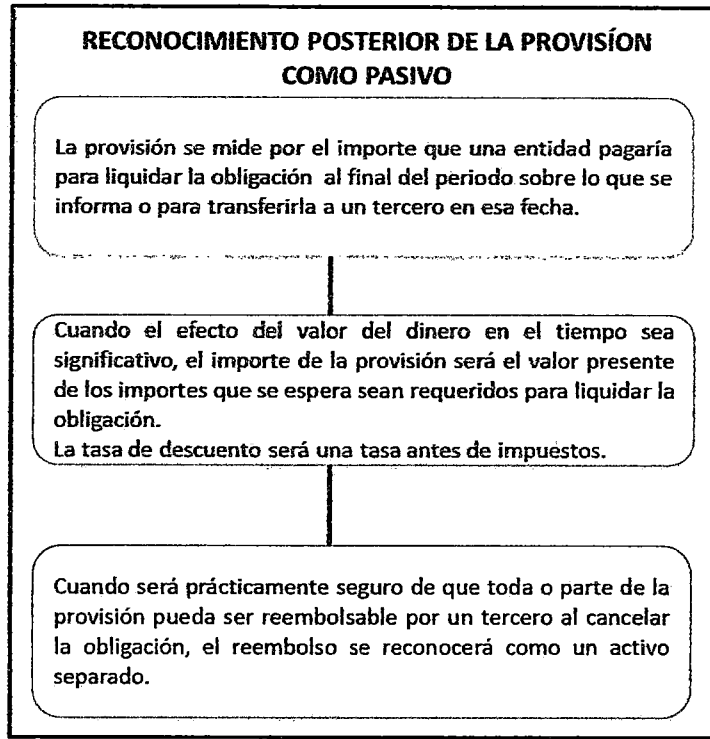 RECONOCIMIENTO POSTERIOR DE LA PROVISÍON
COMO PASIVO
La provisión se mide por el importe que una entidad pagaría
para liquidar la obligación al final del periodo sobre lo que se
informa o para transferirla a un tercero en esa fecha.
Cuando el efecto del valor del dinero en el tiempo sea
significativo, el importe de la provisión será el valor presente
de los importes que se espera sean requeridos para liquidar la
obligación.
La tasa de descuento será una tasa antes de impuestos.
Cuando será prácticamente seguro de que toda o parte de la
provisión pueda ser reembolsable por un tercero al cancelar
la obligación, el reembolso se reconocerá como un activo
separado.